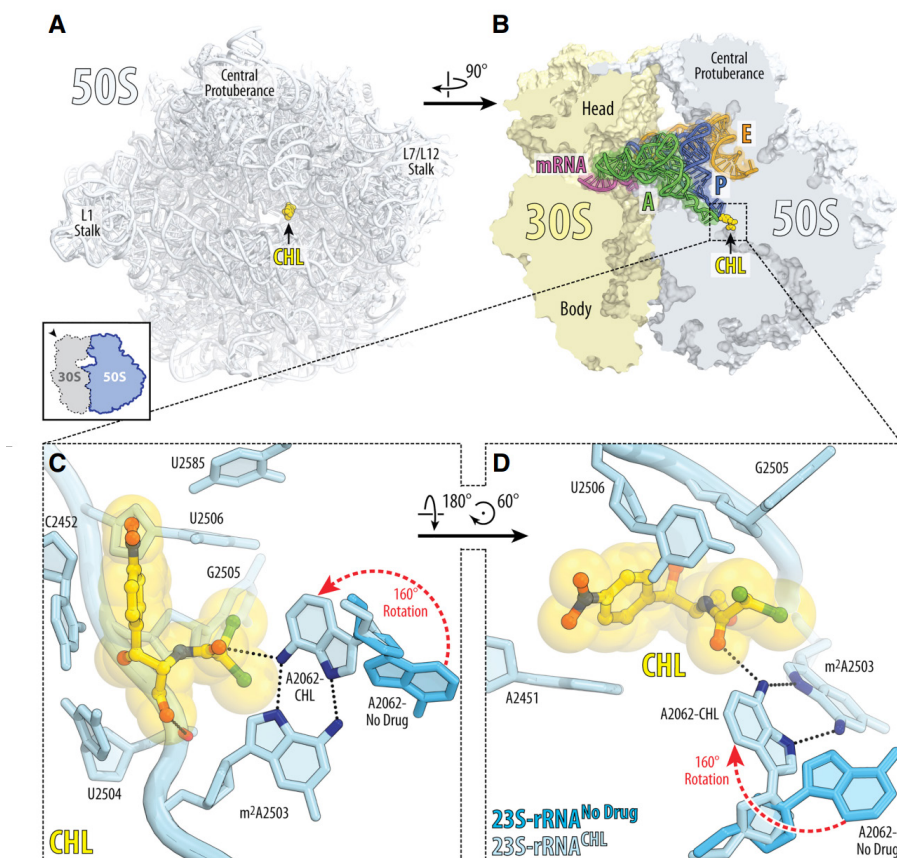 A
50S
Central
Protuberance
L7/L12
Stalk
L1
Stalk
CHL
30S
50S
90°
B
Head
Central
Protuberance
mRNA
E
P
A
30S
50S
CHL
Body
C
U2585
C2452
U2506
G2505
160°
Rotation
A2062-
CHL
A2062-
No Drug
U2504
m²A2503
CHL
180°
60°
D
G2505
U2506
CHL
m²A2503
A2451
A2062-CHL
160°
Rotation
A2062-
No Drug
23S-rRNA^No Drug
23S-rRNA^CHL